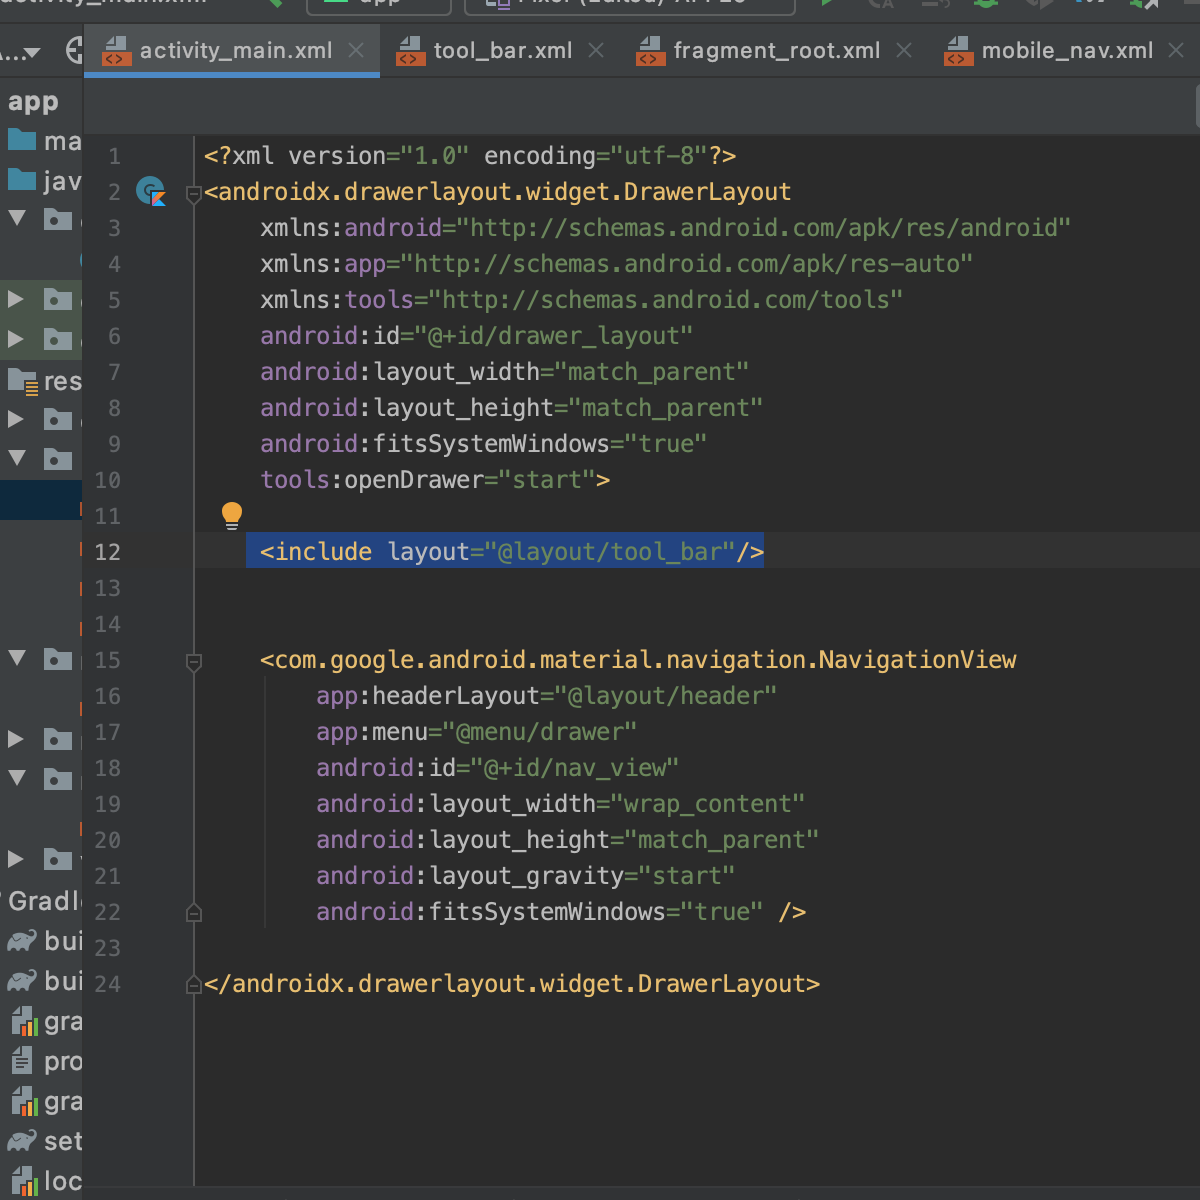 app
activity_main.xml
tool_bar.xml
fragment_root.xml
mobile_nav.xml
app
ma
jav
res
Gradl
bui
bui
gra
pro
gra
set
loc
1 <?xml version="1.0" encoding="utf-8"?>
2 <androidx.drawerlayout.widget.DrawerLayout
3 xmlns:android="http://schemas.android.com/apk/res/android"
4 xmlns:app="http://schemas.android.com/apk/res-auto"
5 xmlns:tools="http://schemas.android.com/tools"
6 android:id="@+id/drawer_layout"
7 android:layout_width="match_parent"
8 android:layout_height="match_parent"
9 android:fitsSystemWindows="true"
10 tools:openDrawer="start">
11
12 <include layout="@layout/tool_bar"/>
13
14
15 <com.google.android.material.navigation.NavigationView
16 app:headerLayout="@layout/header"
17 app:menu="@menu/drawer"
18 android:id="@+id/nav_view"
19 android:layout_width="wrap_content"
20 android:layout_height="match_parent"
21 android:layout_gravity="start"
22 android:fitsSystemWindows="true" />
23
24 </androidx.drawerlayout.widget.DrawerLayout>